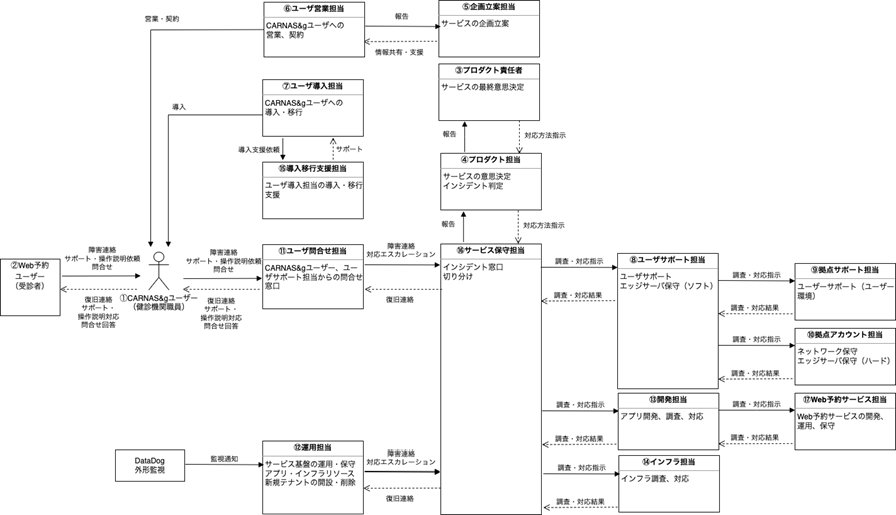 ⑥ユーザ営業担当
CARNAS&gユーザへの
営業、契約
営業・契約
報告
情報共有・支援
⑤企画立案担当
サービスの企画立案
③プロダクト責任者
サービスの最終意思決定
⑦ユーザ導入担当
CARNAS&gユーザへの
導入・移行
導入
導入支援依頼
サポート
報告
対応方法指示
⑮導入移行支援担当
ユーザ導入担当の導入・移行
支援
④プロダクト担当
サービスの意思決定
インシデント判定
報告
対応方法指示
②Web予約
ユーザー
（受診者）
障害連絡
サポート・操作説明依頼
問合せ
復旧連絡
サポート・
操作説明対応
問合せ回答
①CARNAS&gユーザー
（健診機関職員）
障害連絡
サポート・操作説明依頼
問合せ
復旧連絡
サポート・
操作説明対応
問合せ回答
⑪ユーザ問合せ担当
CARNAS&gユーザー、ユー
ザサポート担当からの問合せ
窓口
障害連絡
対応エスカレーション
復旧連絡
⑯サービス保守担当
インシデント窓口
切り分け
調査・対応指示
調査・対応結果
⑧ユーザサポート担当
ユーザサポート
エッジサーバ保守（ソフト）
調査・対応指示
調査・対応結果
⑨拠点サポート担当
ユーザーサポート（ユーザー
環境）
調査・対応指示
調査・対応結果
⑩拠点アカウント担当
ネットワーク保守
エッジサーバ保守（ハード）
調査・対応指示
調査・対応結果
⑬開発担当
アプリ開発、調査、対応
調査・対応指示
調査・対応結果
⑰Web予約サービス担当
Web予約サービスの開発、
運用、保守
DataDog
外形監視
監視通知
⑫運用担当
サービス基盤の運用・保守
アプリ・インフラリソース
新規テナントの開設・削除
障害連絡
対応エスカレーション
復旧連絡
調査・対応指示
調査・対応結果
⑭インフラ担当
インフラ調査、対応